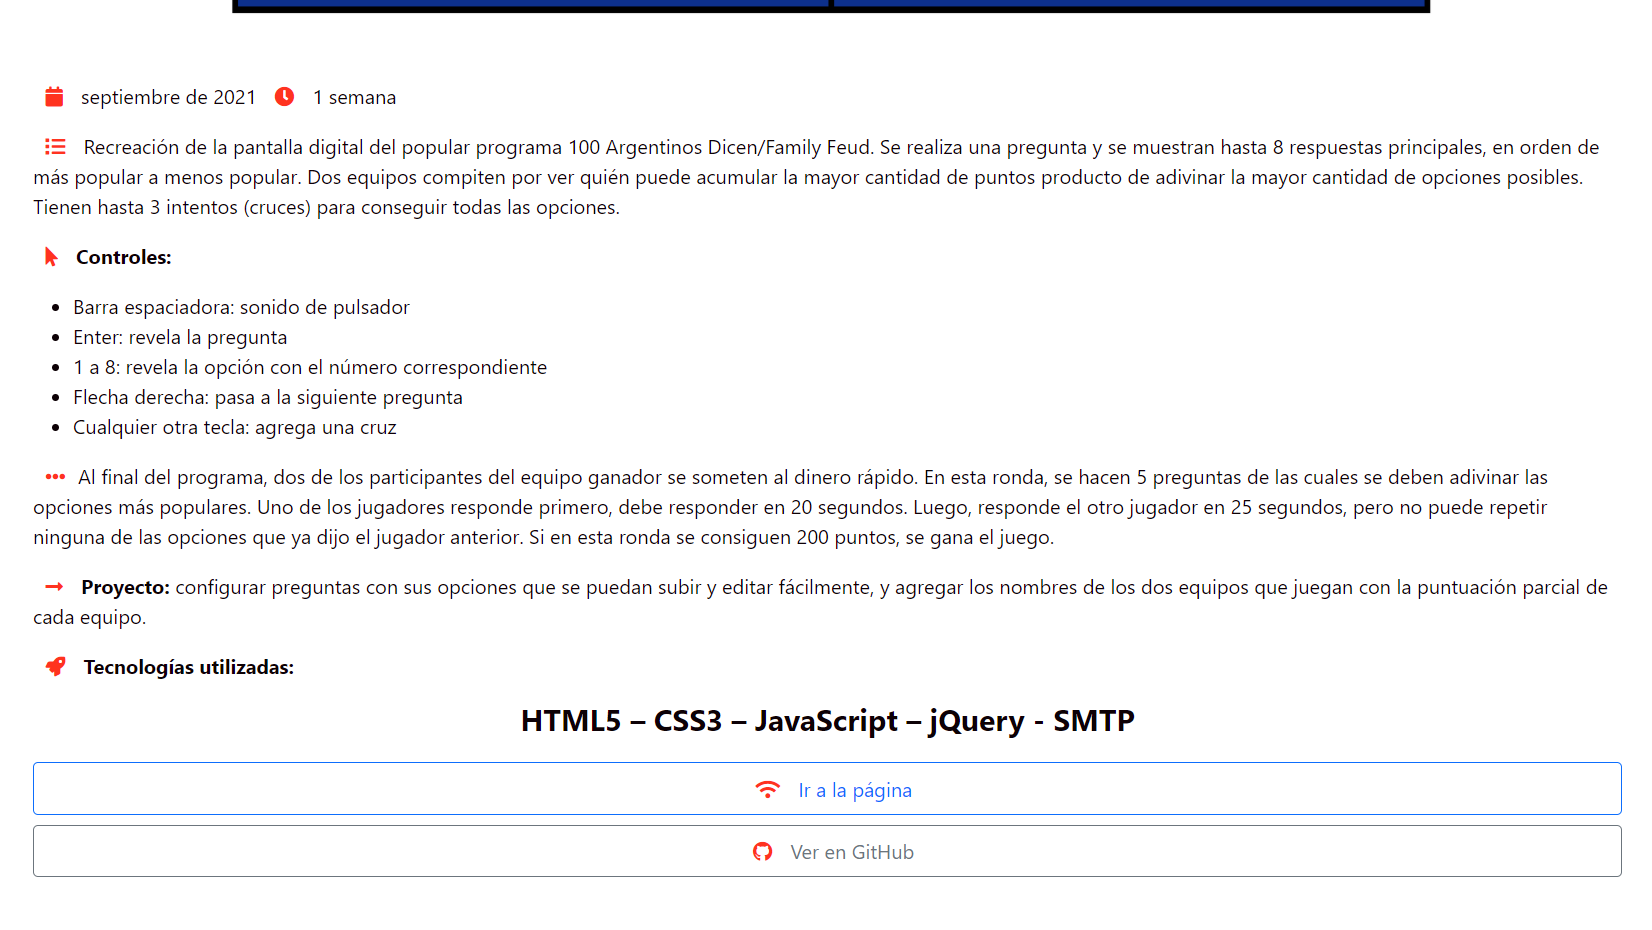 septiembre de 2021 1 semana
Recreación de la pantalla digital del popular programa 100 Argentinos Dicen/Family Feud. Se realiza una pregunta y se muestran hasta 8 respuestas principales, en orden de
más popular a menos popular. Dos equipos compiten por ver quién puede acumular la mayor cantidad de puntos producto de adivinar la mayor cantidad de opciones posibles.
Tienen hasta 3 intentos (cruces) para conseguir todas las opciones.
Controles:
• Barra espaciadora: sonido de pulsador
• Enter: revela la pregunta
• 1 a 8: revela la opción con el número correspondiente
• Flecha derecha: pasa a la siguiente pregunta
• Cualquier otra tecla: agrega una cruz
Al final del programa, dos de los participantes del equipo ganador se someten al dinero rápido. En esta ronda, se hacen 5 preguntas de las cuales se deben adivinar las
opciones más populares. Uno de los jugadores responde primero, debe responder en 20 segundos. Luego, responde el otro jugador en 25 segundos, pero no puede repetir
ninguna de las opciones que ya dijo el jugador anterior. Si en esta ronda se consiguen 200 puntos, se gana el juego.
Proyecto: configurar preguntas con sus opciones que se puedan subir y editar fácilmente, y agregar los nombres de los dos equipos que juegan con la puntuación parcial de
cada equipo.
Tecnologías utilizadas:
HTML5 – CSS3 – JavaScript – jQuery - SMTP
Ir a la página
Ver en GitHub